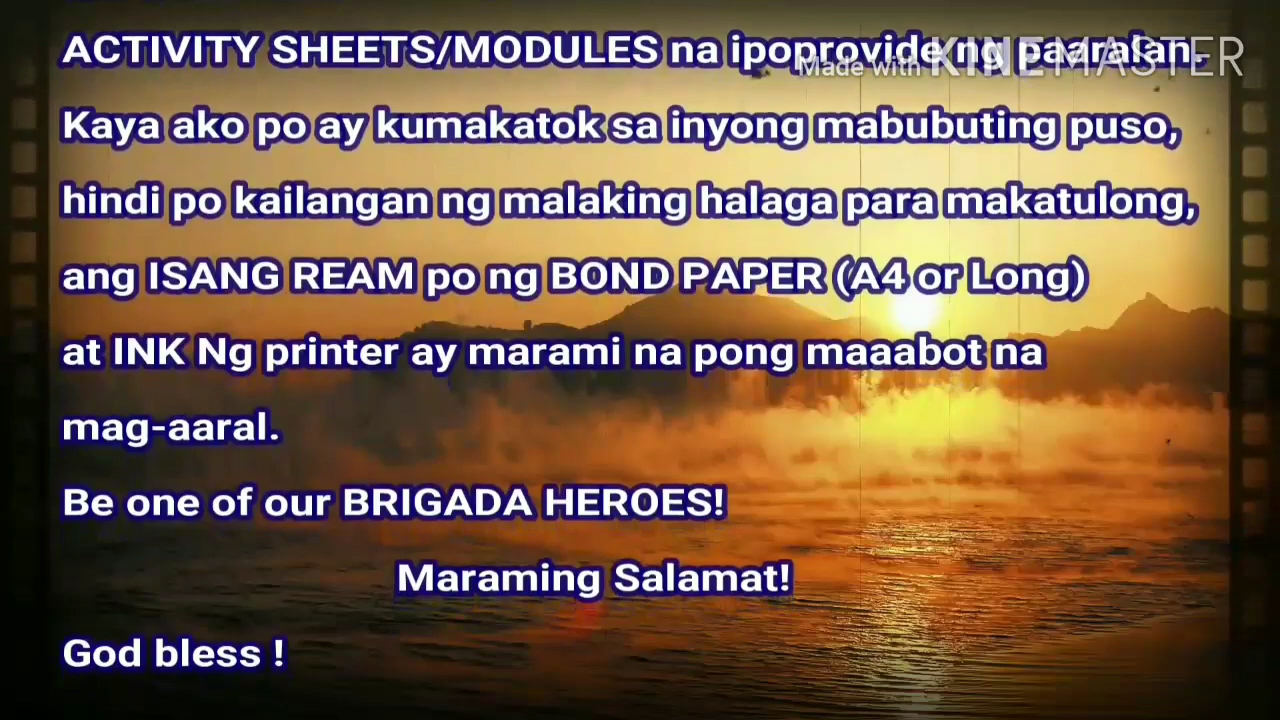 ACTIVITY SHEETS/MODULES na ipoprovide ng paaralan.
Made with KINEMASTER
Kaya ako po ay kumakatok sa inyong mabubuting puso,
hindi po kailangan ng malaking halaga para makatulong,
ang ISANG REAM po ng BOND PAPER (A4 or Long)
at INK Ng printer ay marami na pong maaabot na
mag-aaral.
Be one of our BRIGADA HEROES!
Maraming Salamat!
God bless !